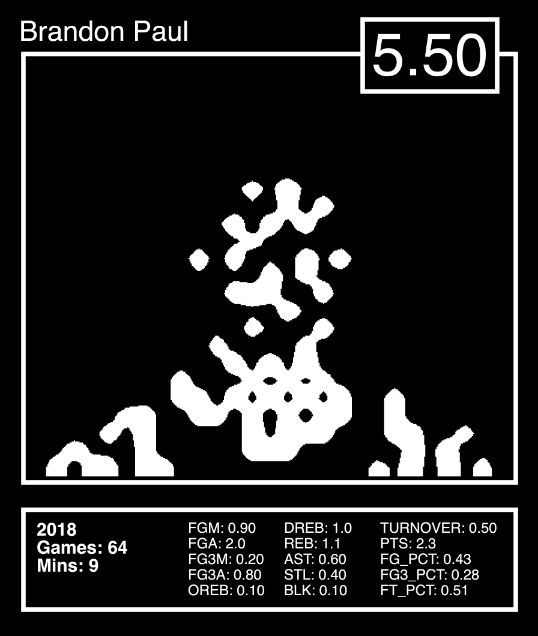 Brandon Paul
5.50
2018
Games: 64
Mins: 9
FGM: 0.90
FGA: 2.0
FG3M: 0.20
FG3A: 0.80
OREB: 0.10
DREB: 1.0
REB: 1.1
AST: 0.60
STL: 0.40
BLK: 0.10
TURNOVER: 0.50
PTS: 2.3
FG_PCT: 0.43
FG3_PCT: 0.28
FT_PCT: 0.51